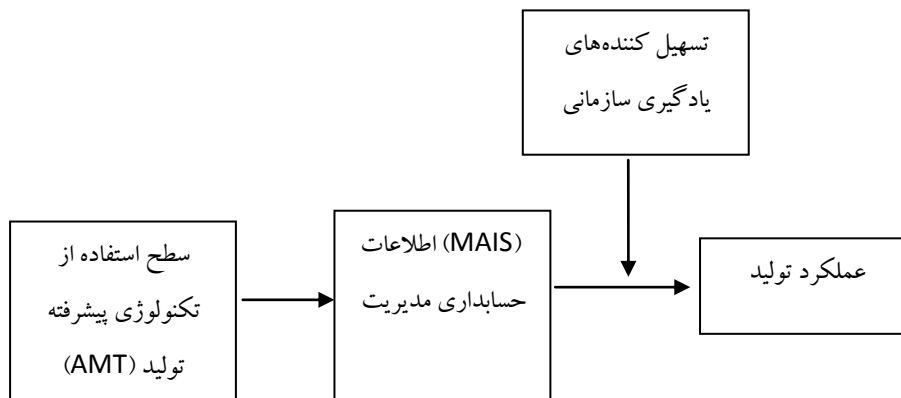 تسهیل کننده‌های
یادگیری سازمانی
سطح استفاده از
تکنولوژی پیشرفته
تولید (AMT)
(MAIS) اطلاعات
حسابداری مدیریت
عملکرد تولید